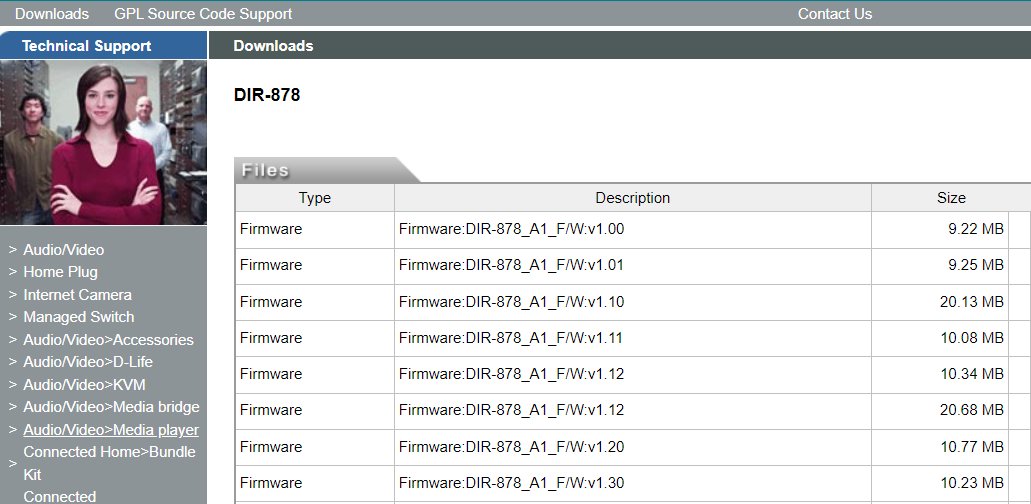 Downloads GPL Source Code Support Contact Us
Technical Support
Downloads
DIR-878
Files
Type Description Size
Firmware Firmware:DIR-878_A1_F/W:v1.00 9.22 MB
Firmware Firmware:DIR-878_A1_F/W:v1.01 9.25 MB
Firmware Firmware:DIR-878_A1_F/W:v1.10 20.13 MB
Firmware Firmware:DIR-878_A1_F/W:v1.11 10.08 MB
Firmware Firmware:DIR-878_A1_F/W:v1.12 10.34 MB
Firmware Firmware:DIR-878_A1_F/W:v1.12 20.68 MB
Firmware Firmware:DIR-878_A1_F/W:v1.20 10.77 MB
Firmware Firmware:DIR-878_A1_F/W:v1.30 10.23 MB
> Audio/Video
> Home Plug
> Internet Camera
> Managed Switch
> Audio/Video>Accessories
> Audio/Video>D-Life
> Audio/Video>KVM
> Audio/Video>Media bridge
> Audio/Video>Media player
> Connected Home>Bundle
Kit
Connected